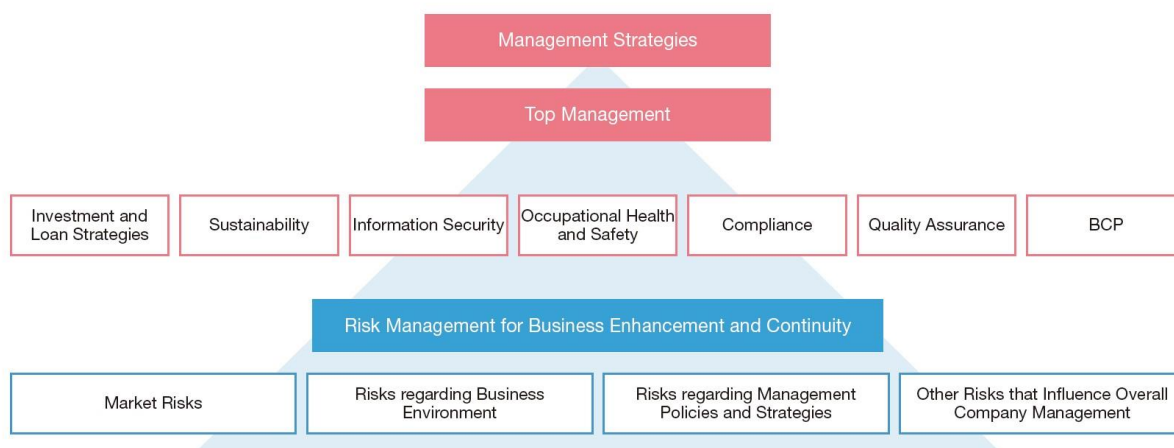 Management Strategies
Top Management
Investment and
Loan Strategies
Sustainability
Information Security
Occupational Health
and Safety
Compliance
Quality Assurance
BCP
Risk Management for Business Enhancement and Continuity
Market Risks
Risks regarding Business
Environment
Risks regarding Management
Policies and Strategies
Other Risks that Influence Overall
Company Management